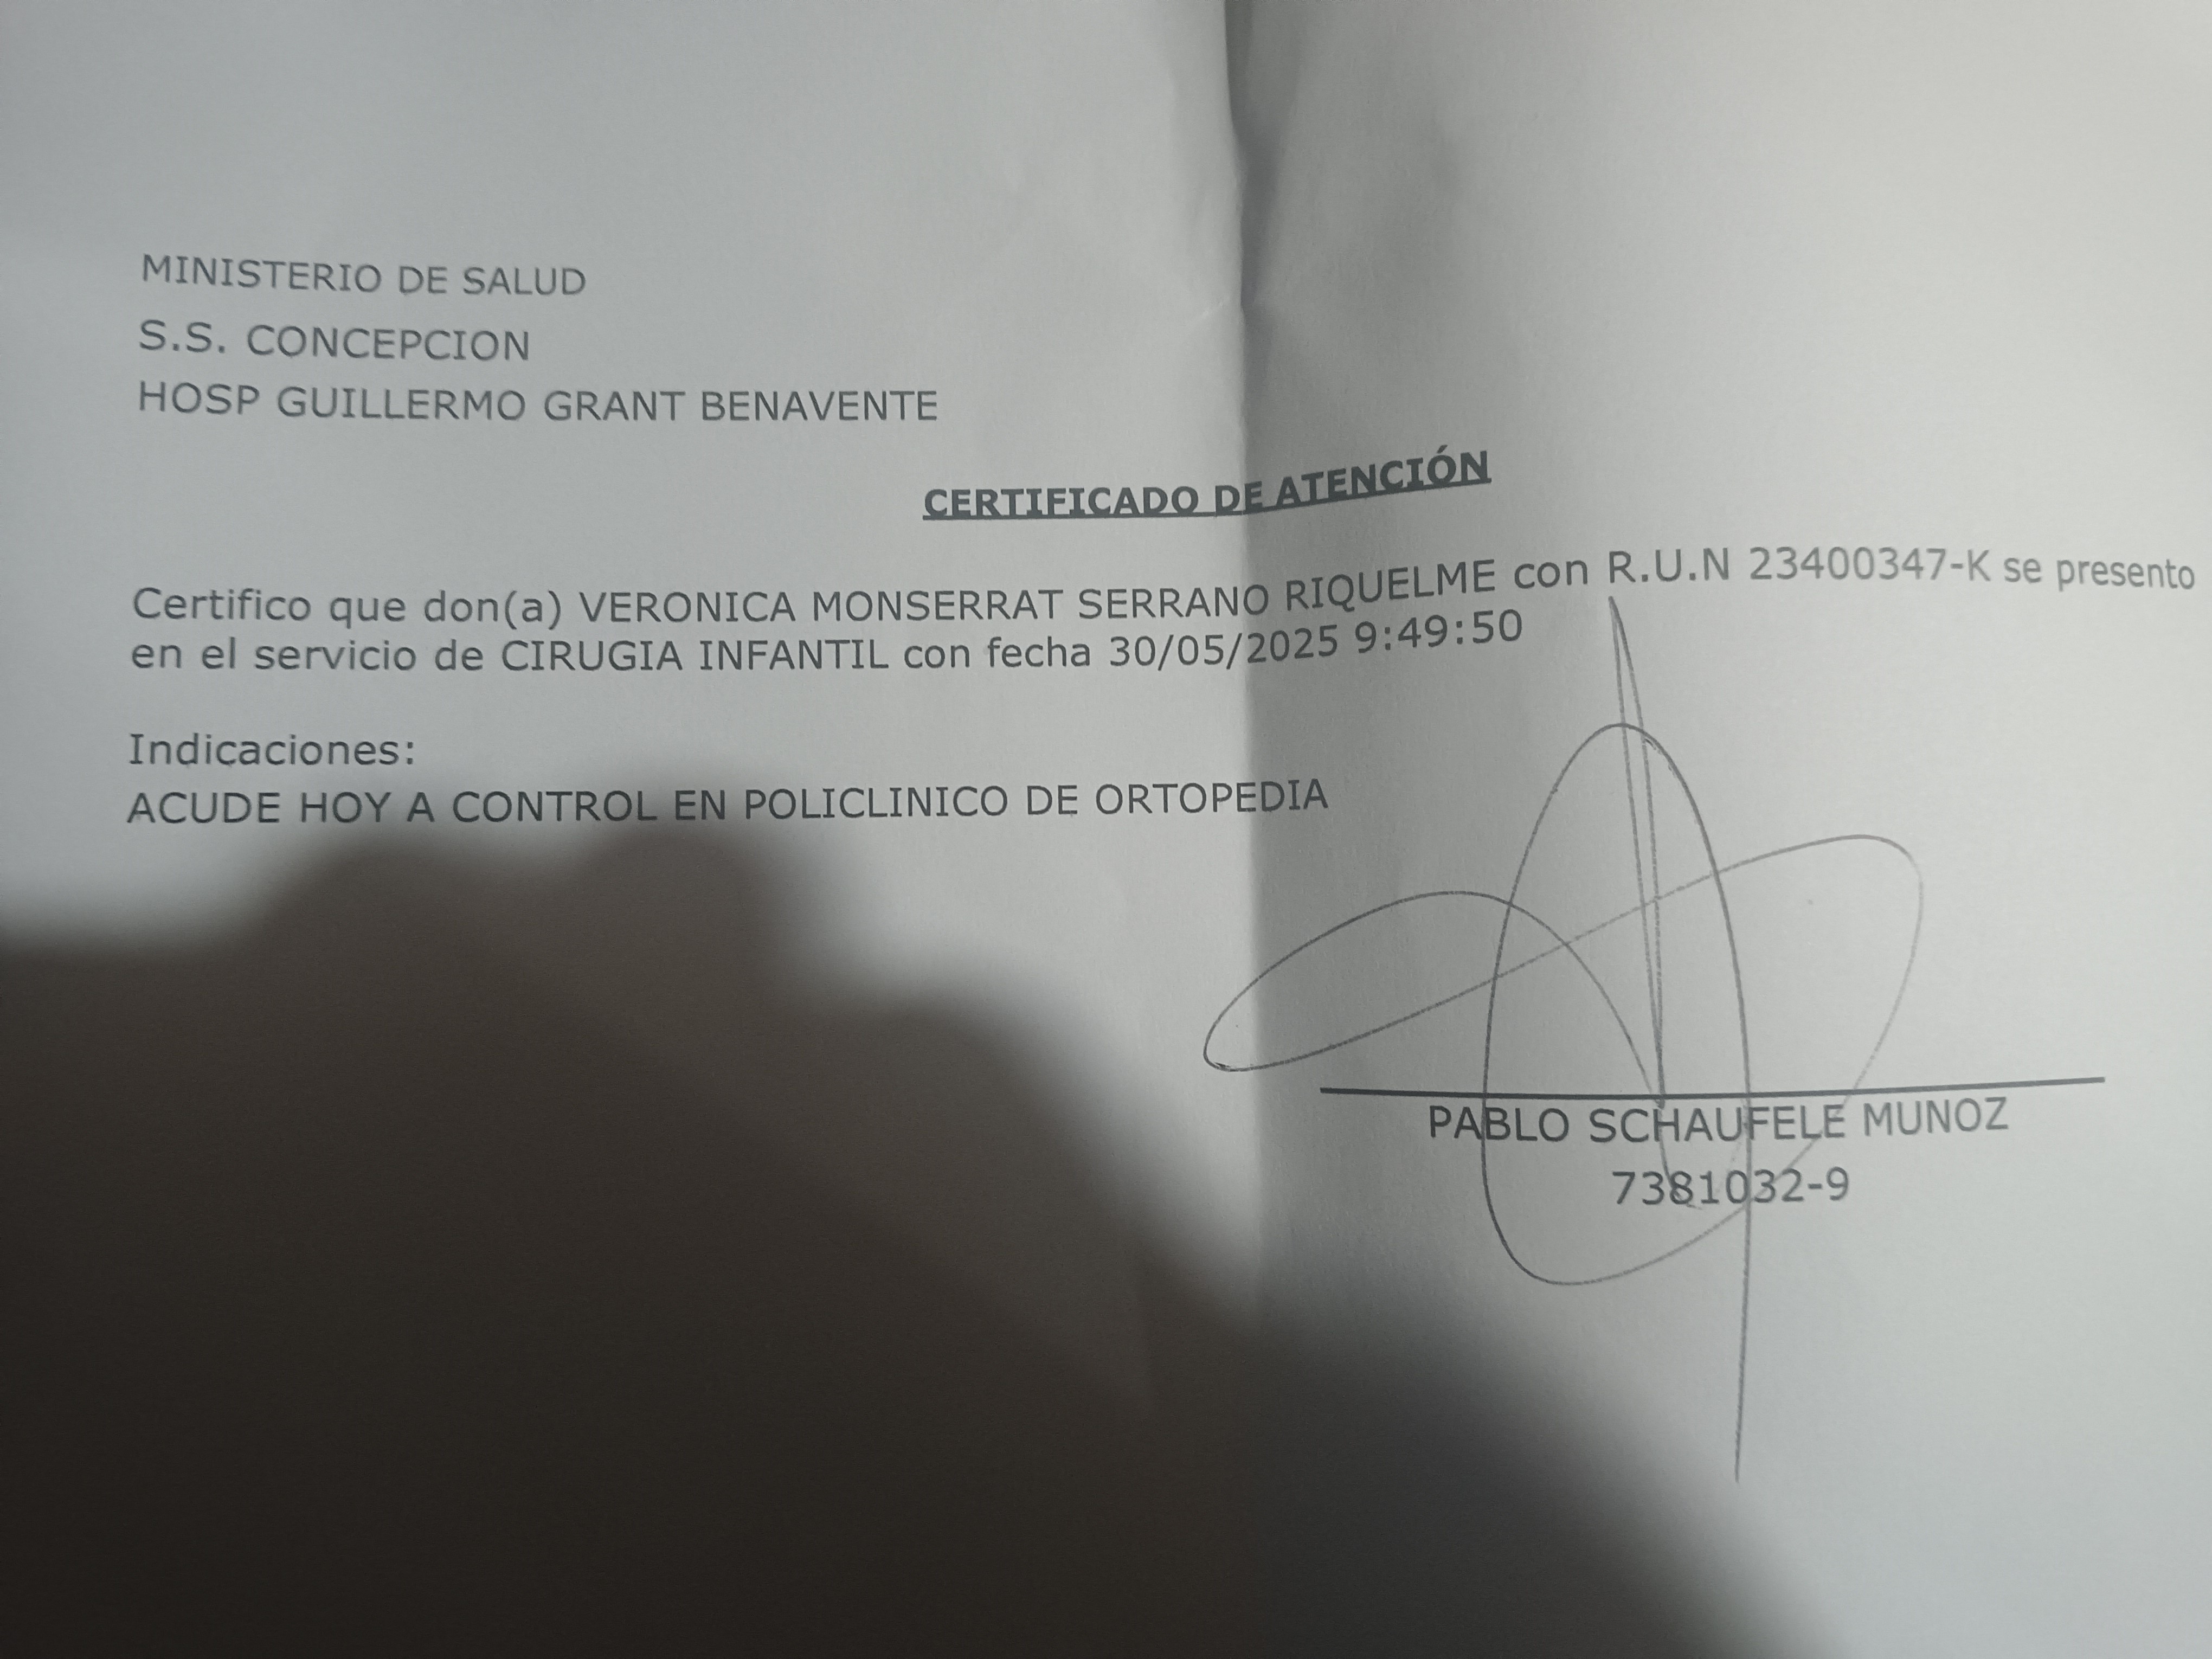 MINISTERIO DE SALUD
S.S. CONCEPCION
HOSP GUILLERMO GRANT BENAVENTE
CERTIFICADO DE ATENCIÓN
Certifico que don(a) VERONICA MONSERRAT SERRANO RIQUELME con R.U.N 23400347-K se presento
en el servicio de CIRUGIA INFANTIL con fecha 30/05/2025 9:49:50
Indicaciones:
ACUDE HOY A CONTROL EN POLICLINICO DE ORTOPEDIA
PABLO SCHAUFELE MUNOZ
7381032-9